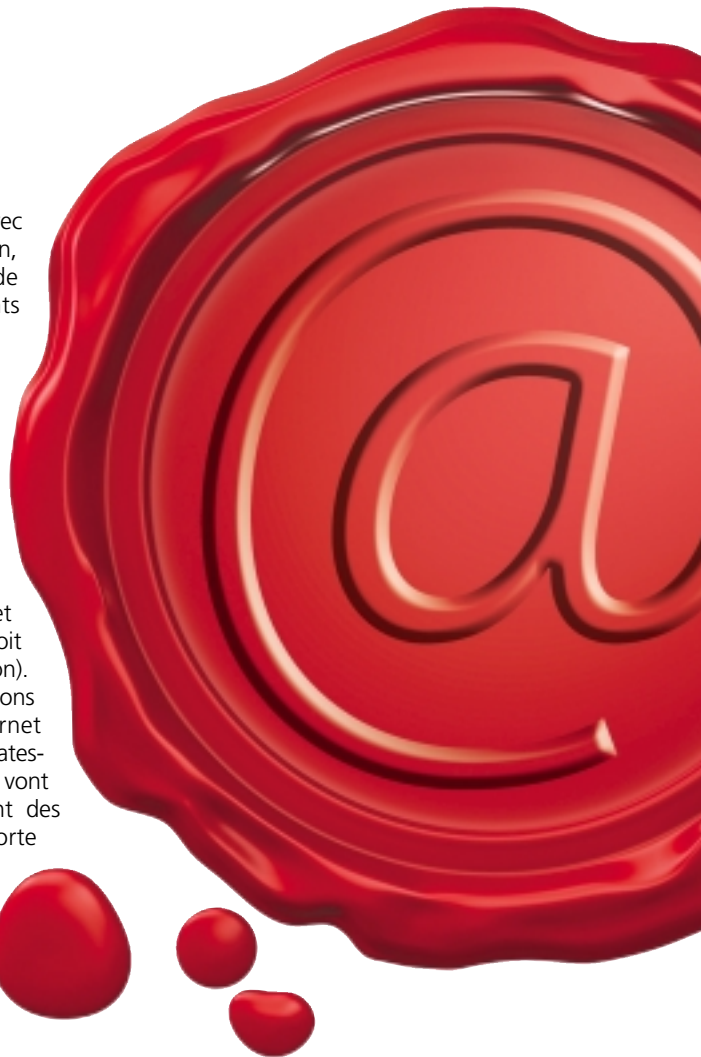 ec
n,
de
ts
@
et
oit
on).
ons
rnet
ates-
vont
nt des
orte